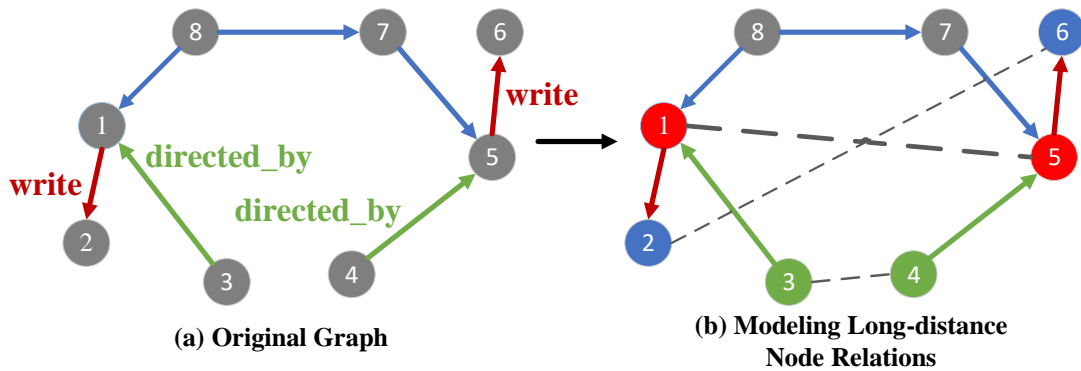 8
7
6
1
write
5
directed_by
write
directed_by
2
3
4
(a) Original Graph
8
7
6
1
5
2
3
4
(b) Modeling Long-distance
Node Relations